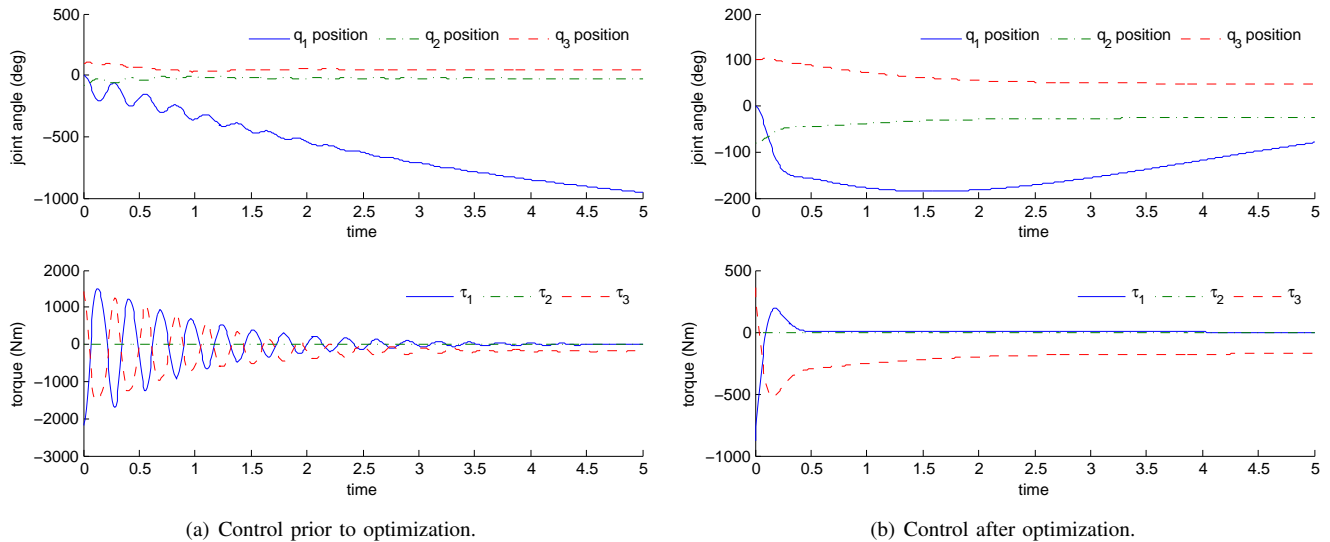 500
0
−500
−1000
joint angle (deg)
q1 position q2 position q3 position
0 0.5 1 1.5 2 2.5 3 3.5 4 4.5 5
time
2000
1000
0
−1000
−2000
−3000
torque (Nm)
τ1 τ2 τ3
0 0.5 1 1.5 2 2.5 3 3.5 4 4.5 5
time
(a) Control prior to optimization.
200
100
0
−100
−200
joint angle (deg)
q1 position q2 position q3 position
0 0.5 1 1.5 2 2.5 3 3.5 4 4.5 5
time
500
0
−500
−1000
torque (Nm)
τ1 τ2 τ3
0 0.5 1 1.5 2 2.5 3 3.5 4 4.5 5
time
(b) Control after optimization.